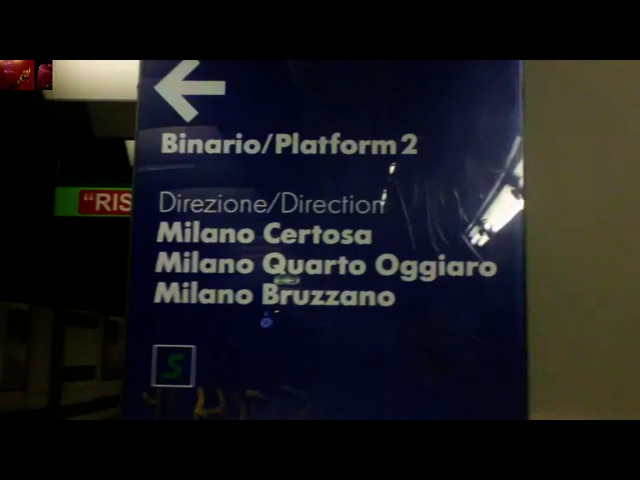 Binario/Platform 2
"RIS
Direzione/Direction
Milano Certosa
Milano Quarto Oggiaro
Milano Bruzzano
S